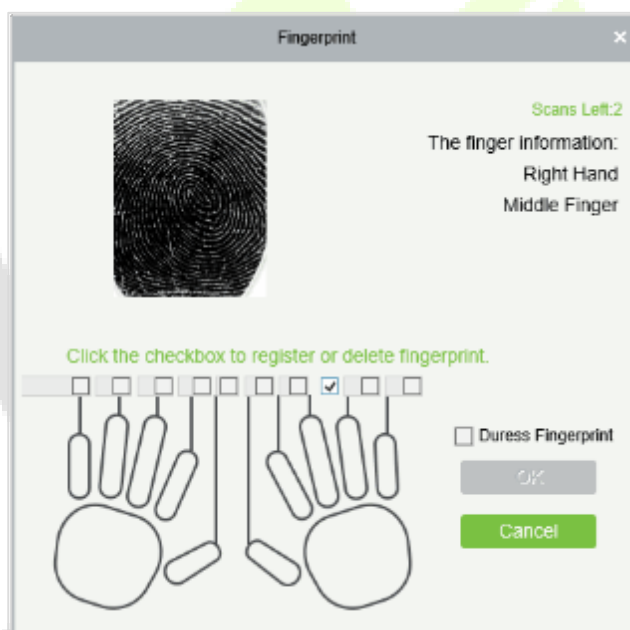 Fingerprint
Scans Left:2
The finger information:
Right Hand
Middle Finger
Click the checkbox to register or delete fingerprint.
Duress Fingerprint
OK
Cancel